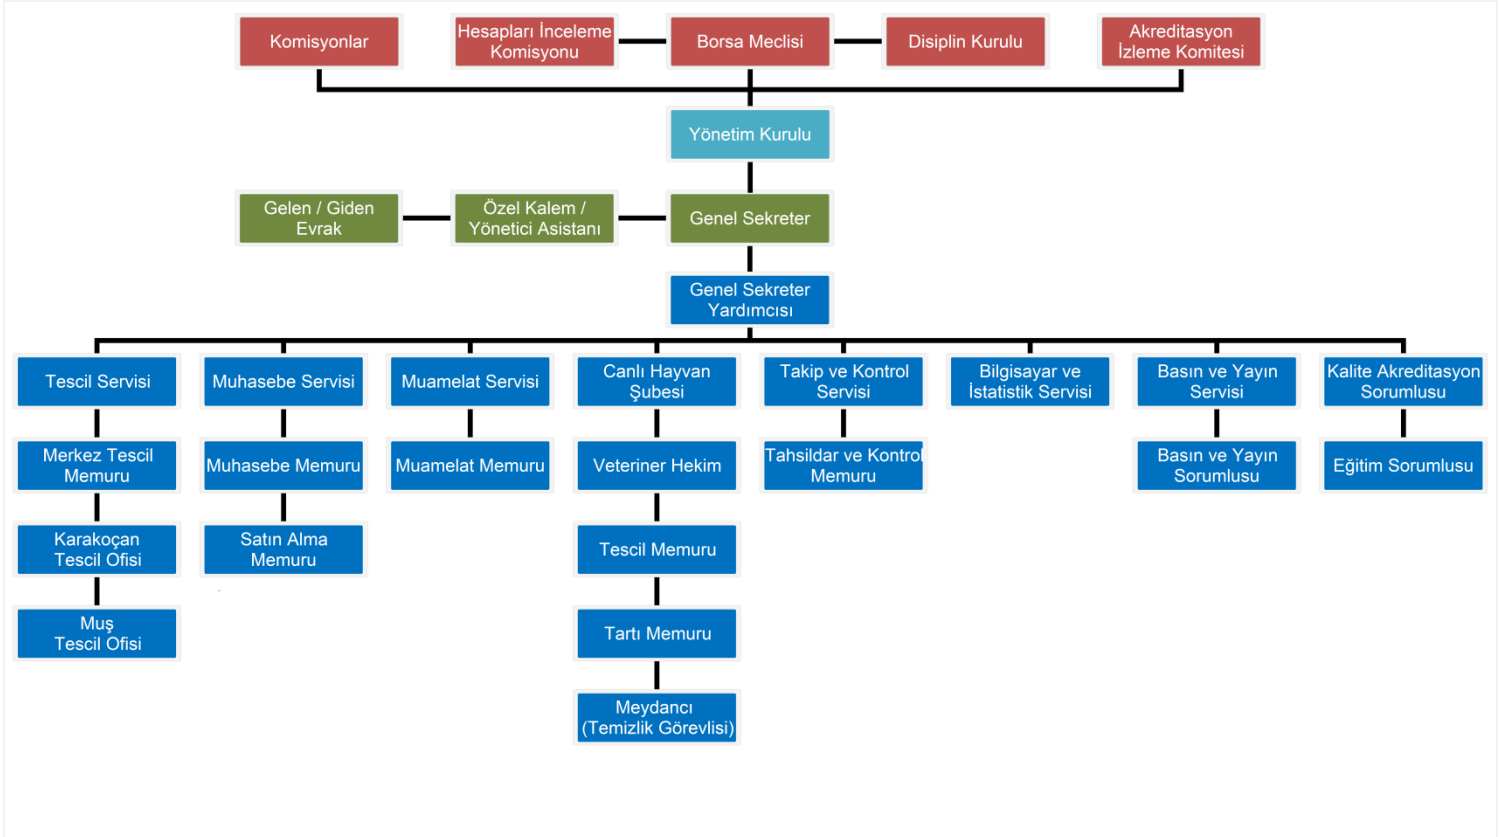 Komisyonlar
Hesapları İnceleme
Komisyonu
Borsa Meclisi
Disiplin Kurulu
Akreditasyon
İzleme Komitesi
Yönetim Kurulu
Gelen / Giden
Evrak
Özel Kalem /
Yönetici Asistanı
Genel Sekreter
Genel Sekreter
Yardımcısı
Tescil Servisi
Muhasebe Servisi
Muamelat Servisi
Canlı Hayvan
Şubesi
Takip ve Kontrol
Servisi
Bilgisayar ve
İstatistik Servisi
Basın ve Yayın
Servisi
Kalite Akreditasyon
Sorumlusu
Merkez Tescil
Memuru
Muhasebe Memuru
Muamelat Memuru
Veteriner Hekim
Tahsildar ve Kontrol
Memuru
Basın ve Yayın
Sorumlusu
Eğitim Sorumlusu
Karakoçan
Tescil Ofisi
Satın Alma
Memuru
Tescil Memuru
Muş
Tescil Ofisi
Tartı Memuru
Meydancı
(Temizlik Görevlisi)